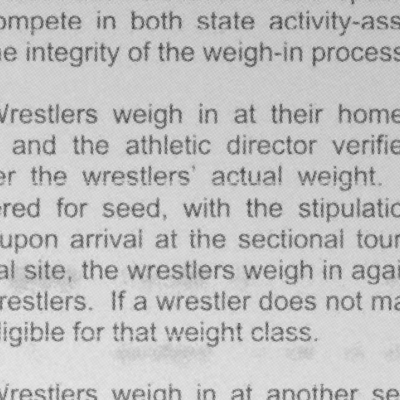 ompete in both state activity-ass
e integrity of the weigh-in process
Wrestlers weigh in at their home
and the athletic director verifie
er the wrestlers' actual weight.
ered for seed, with the stipulatio
upon arrival at the sectional tour
al site, the wrestlers weigh in agai
restlers. If a wrestler does not ma
ligible for that weight class.
Wrestlers weigh in at another se